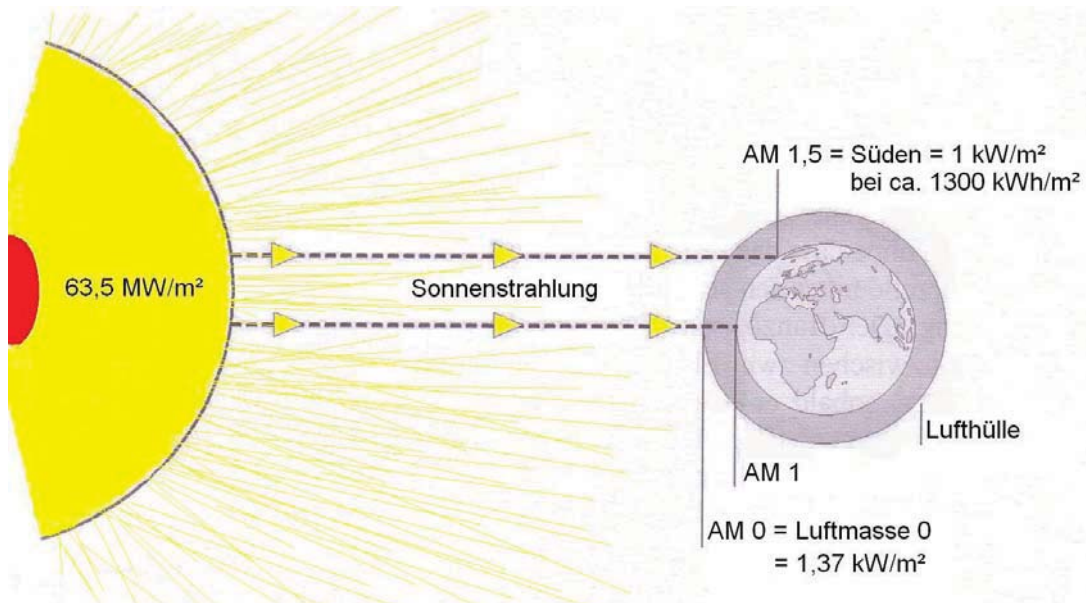 AM 1,5 = Süden = 1 kW/m²
bei ca. 1300 kWh/m²
63,5 MW/m²
Sonnenstrahlung
Lufthülle
AM 1
AM 0 = Luftmasse 0
= 1,37 kW/m²